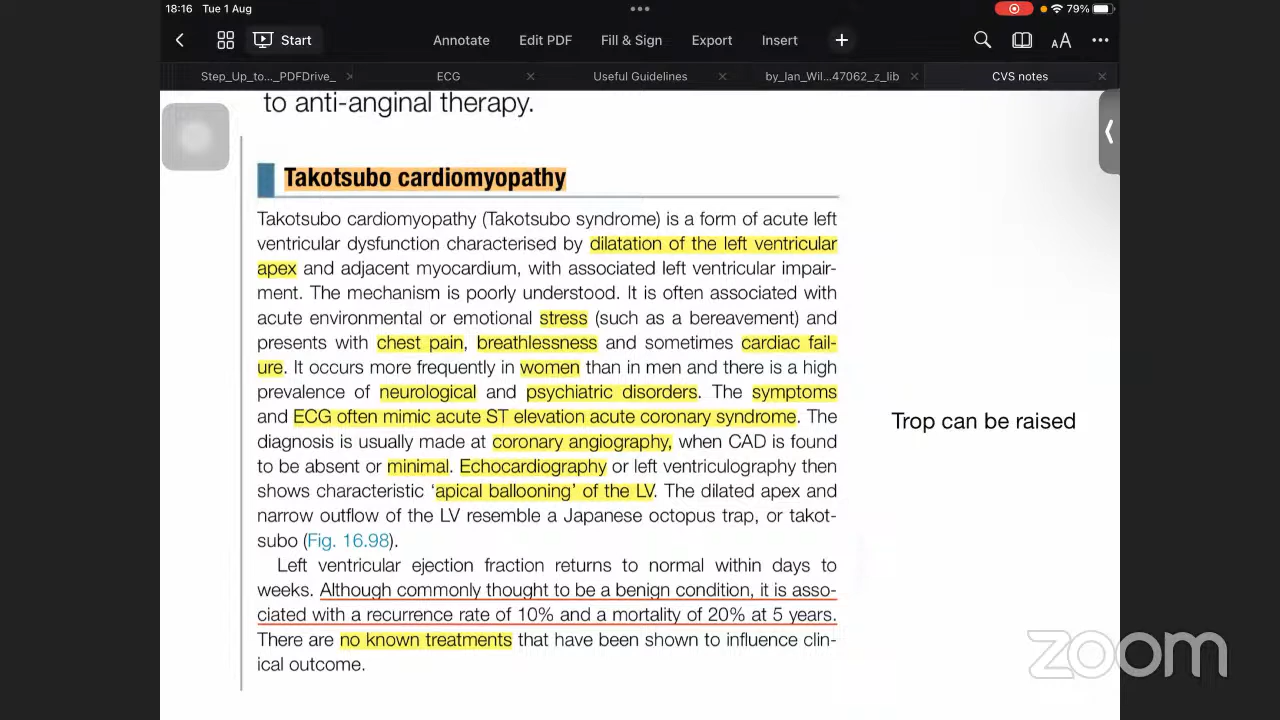 18:16 Tue 1 Aug
79%
Start
Annotate Edit PDF Fill & Sign Export Insert
AA
Step_Up_to..._PDFDrive_ ECG Useful Guidelines by_Ian_Wil...47062_z_lib CVS notes
to anti-anginal therapy.
Takotsubo cardiomyopathy
Takotsubo cardiomyopathy (Takotsubo syndrome) is a form of acute left
ventricular dysfunction characterised by dilatation of the left ventricular
apex and adjacent myocardium, with associated left ventricular impair-
ment. The mechanism is poorly understood. It is often associated with
acute environmental or emotional stress (such as a bereavement) and
presents with chest pain, breathlessness and sometimes cardiac fail-
ure. It occurs more frequently in women than in men and there is a high
prevalence of neurological and psychiatric disorders. The symptoms
and ECG often mimic acute ST elevation acute coronary syndrome. The
diagnosis is usually made at coronary angiography, when CAD is found
to be absent or minimal. Echocardiography or left ventriculography then
shows characteristic ‘apical ballooning’ of the LV. The dilated apex and
narrow outflow of the LV resemble a Japanese octopus trap, or takot-
subo (Fig. 16.98).
Left ventricular ejection fraction returns to normal within days to
weeks. Although commonly thought to be a benign condition, it is asso-
ciated with a recurrence rate of 10% and a mortality of 20% at 5 years.
There are no known treatments that have been shown to influence clin-
ical outcome.
Trop can be raised
zoom